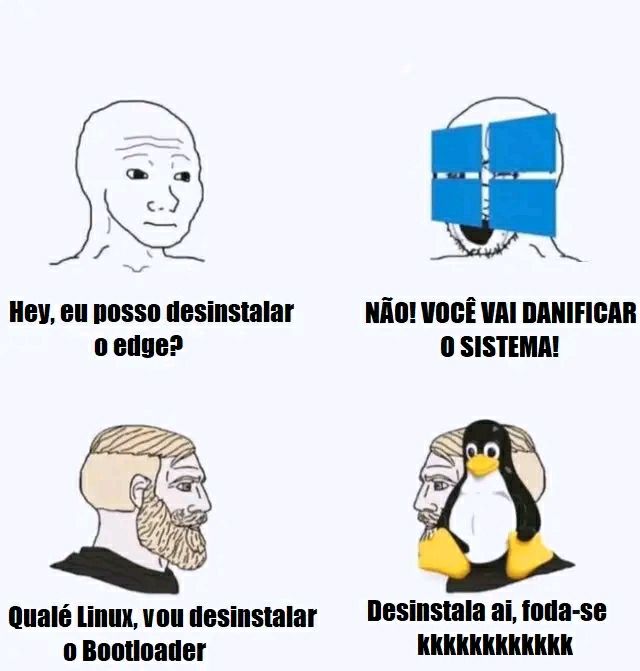 Hey, eu posso desinstalar
o edge?
NÃO! VOCÊ VAI DANIFICAR
O SISTEMA!
Qualé Linux, vou desinstalar
o Bootloader
Desinstala ai, foda-se
kkkkkkkkkkkk